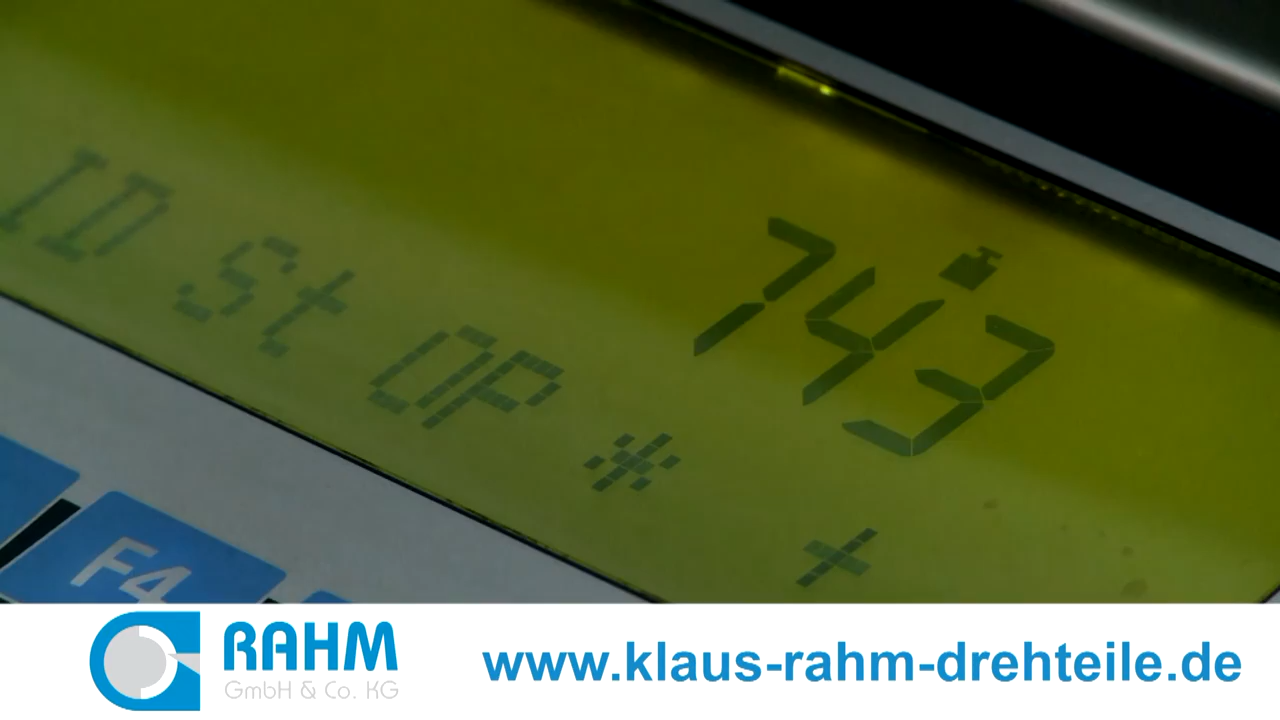 743
ID St OP * +
F4
RAHM
GmbH & Co. KG
www.klaus-rahm-drehteile.de